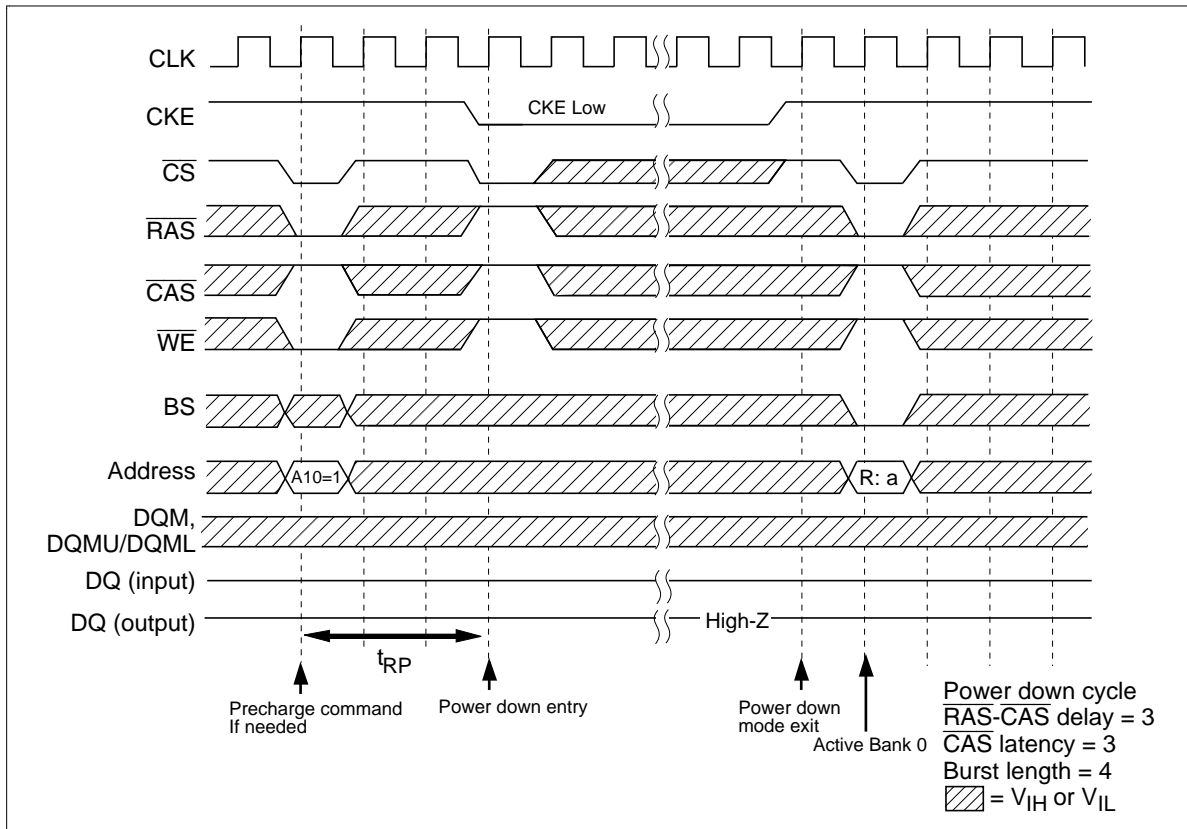 CLK
CKE
CKE Low
CS
RAS
CAS
WE
BS
Address
A10=1
R: a
DQM,
DQMU/DQML
DQ (input)
DQ (output)
High-Z
tRP
Precharge command
If needed
Power down entry
Power down
mode exit
Active Bank 0
Power down cycle
RAS-CAS delay = 3
CAS latency = 3
Burst length = 4
= VIH or VIL